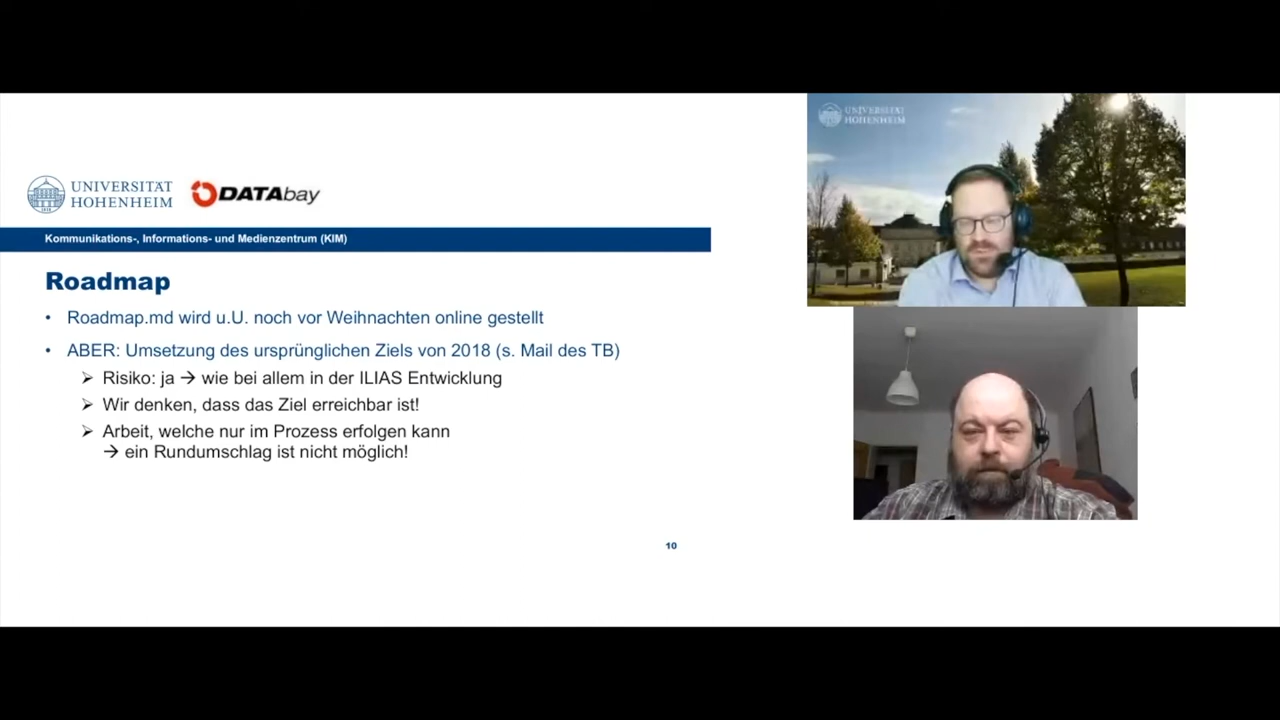 UNIVERSITÄT
HOHENHEIM
DATAbay
Kommunikations-, Informations- und Medienzentrum (KIM)
Roadmap
• Roadmap.md wird u.U. noch vor Weihnachten online gestellt
• ABER: Umsetzung des ursprünglichen Ziels von 2018 (s. Mail des TB)
➢ Risiko: ja → wie bei allem in der ILIAS Entwicklung
➢ Wir denken, dass das Ziel erreichbar ist!
➢ Arbeit, welche nur im Prozess erfolgen kann
→ ein Rundumschlag ist nicht möglich!
10
UNIVERSITÄT
HOHENHEIM